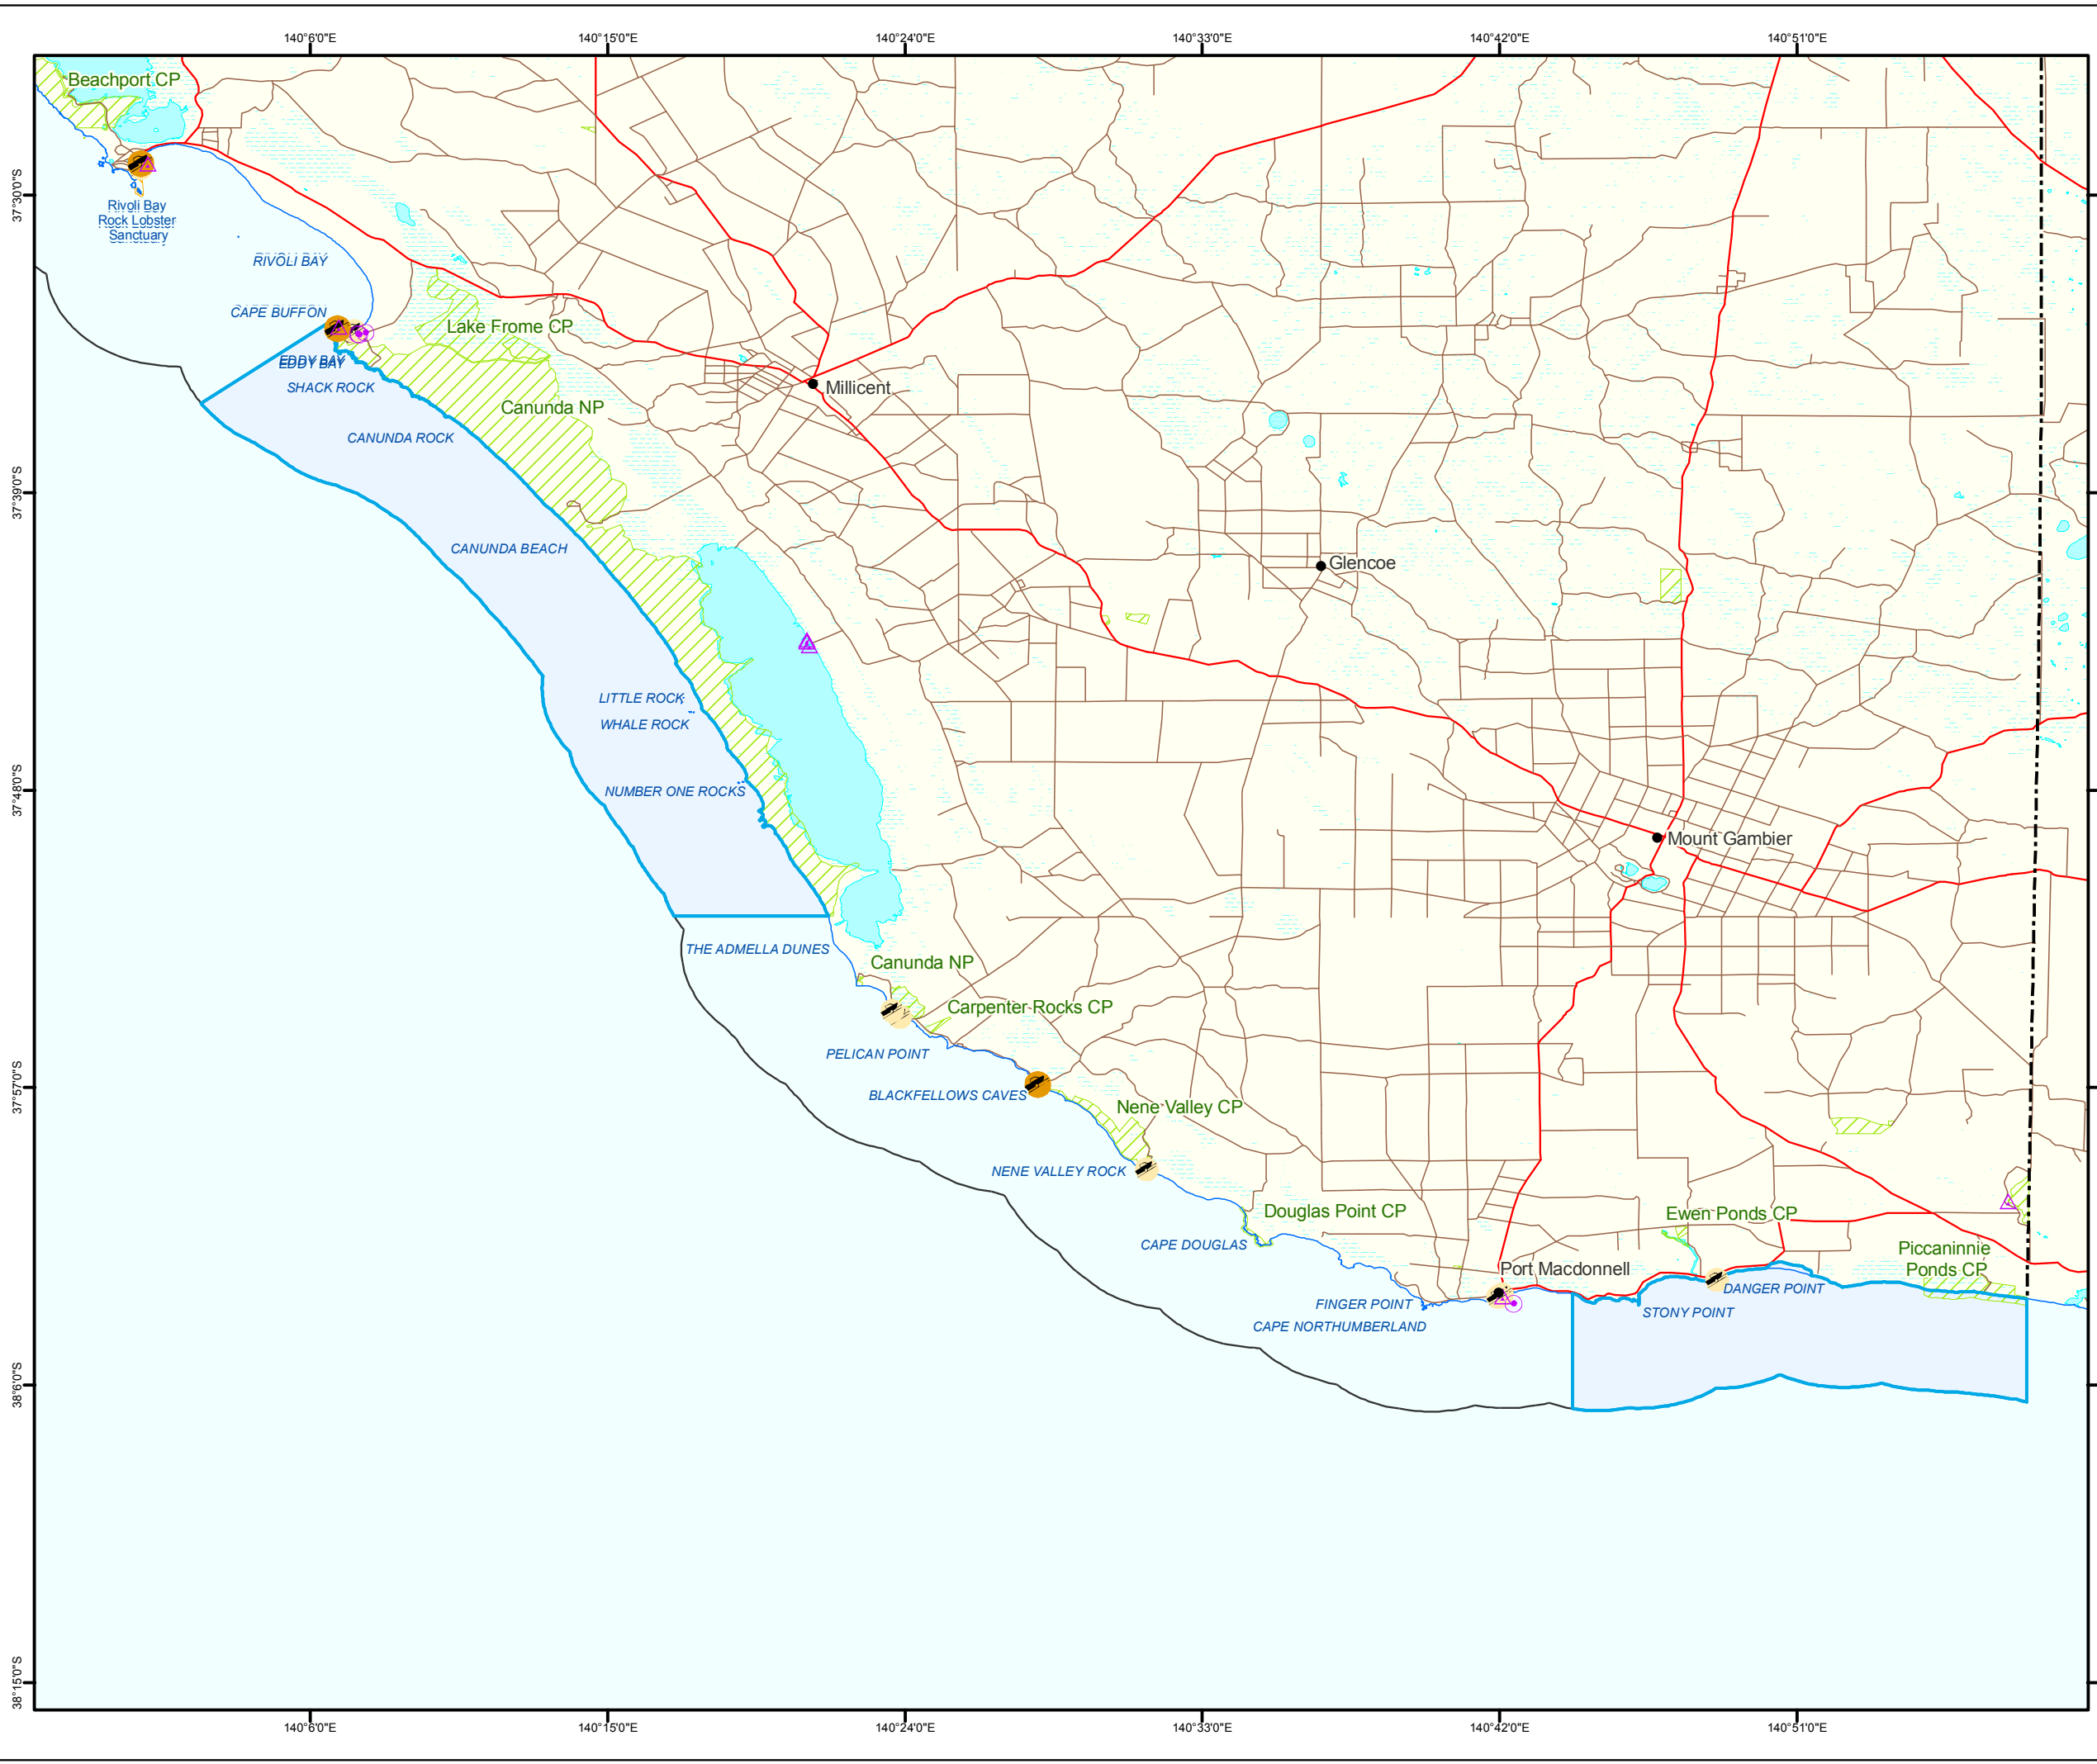 140°6'0"E
140°15'0"E
140°24'0"E
140°33'0"E
140°42'0"E
140°51'0"E
Beachport CP
37°30'0"S
Rivoli Bay
Rock Lobster
Sanctuary
RIVOLI BAY
CAPE BUFFON
Lake Frome CP
EDDY BAY
EDDY BAY
SHACK ROCK
Millicent
Canunda NP
CANUNDA ROCK
37°39'0"S
CANUNDA BEACH
Glencoe
LITTLE ROCK
WHALE ROCK
37°48'0"S
NUMBER ONE ROCKS
Mount Gambier
THE ADMELLA DUNES
Canunda NP
Carpenter Rocks CP
PELICAN POINT
37°57'0"S
BLACKFELLOWS CAVES
Nene Valley CP
NENE VALLEY ROCK
Douglas Point CP
Ewen Ponds CP
CAPE DOUGLAS
Piccaninnie
Ponds CP
Port Macdonnell
DANGER POINT
FINGER POINT
STONY POINT
CAPE NORTHUMBERLAND
38°6'0"S
38°15'0"S
140°6'0"E
140°15'0"E
140°24'0"E
140°33'0"E
140°42'0"E
140°51'0"E